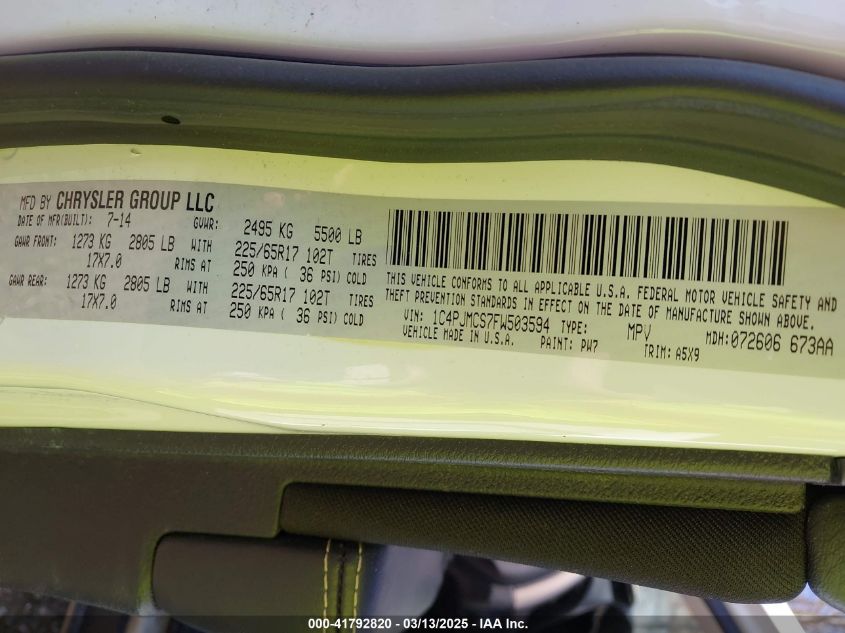 MFD BY CHRYSLER GROUP LLC
DATE OF MFR(BUILT): 7-14 GVWR: 2495 KG 5500 LB
GAWR FRONT: 1273 KG 2805 LB WITH 225/65R17 102T TIRES
17X7.0 RIMS AT 250 KPA ( 36 PSI) COLD
GAWR REAR: 1273 KG 2805 LB WITH 225/65R17 102T TIRES
17X7.0 RIMS AT 250 KPA ( 36 PSI) COLD
THIS VEHICLE CONFORMS TO ALL APPLICABLE U.S.A. FEDERAL MOTOR VEHICLE SAFETY AND
THEFT PREVENTION STANDARDS IN EFFECT ON THE DATE OF MANUFACTURE SHOWN ABOVE.
VIN: 1C4PJMCS7FW503594 TYPE: MPV MDH:072606 673AA
VEHICLE MADE IN U.S.A. PAINT: PW7 TRIM: A5X9
000-41792820 - 03/13/2025 - IAA Inc.